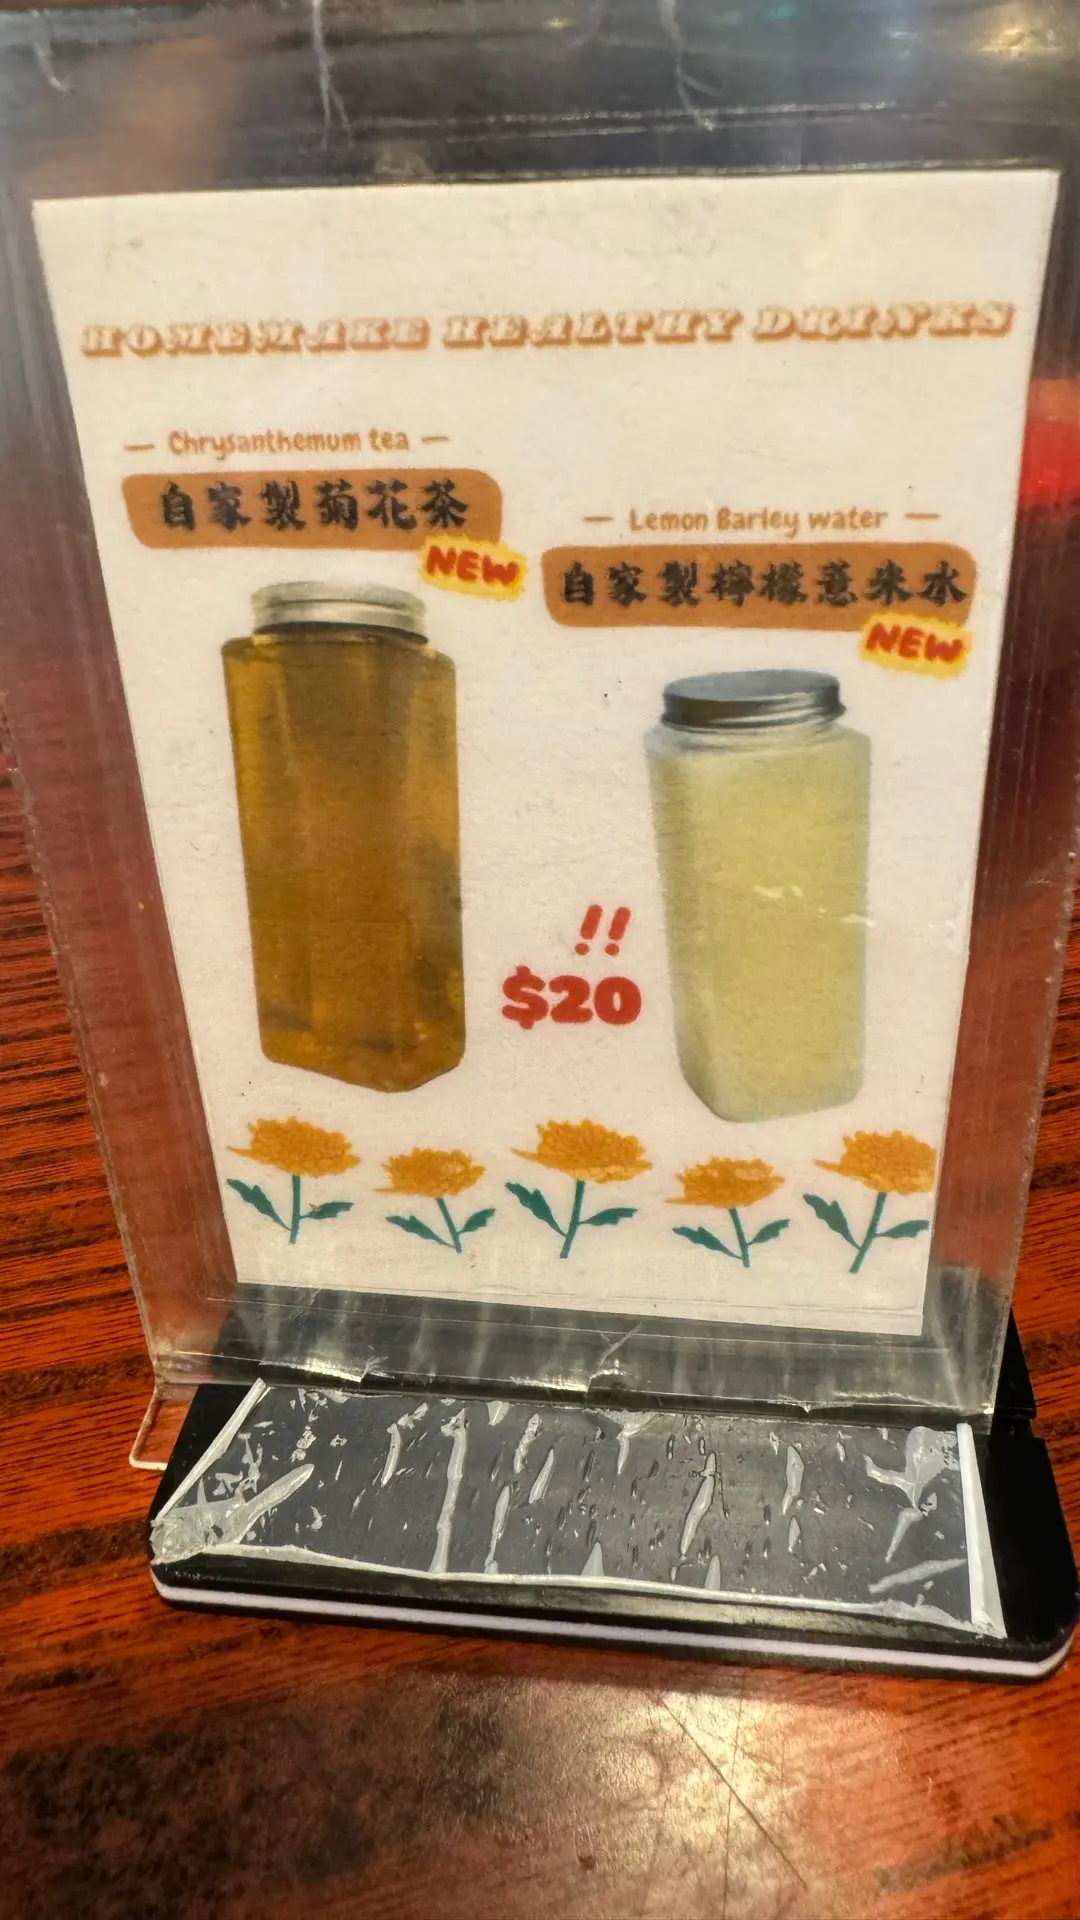 HOMEMAKE HEALTHY DRINKS
— Chrysanthemum tea —
自家製菊花茶
NEW
— Lemon Barley water —
自家製檸檬薏米水
NEW
!!
$20